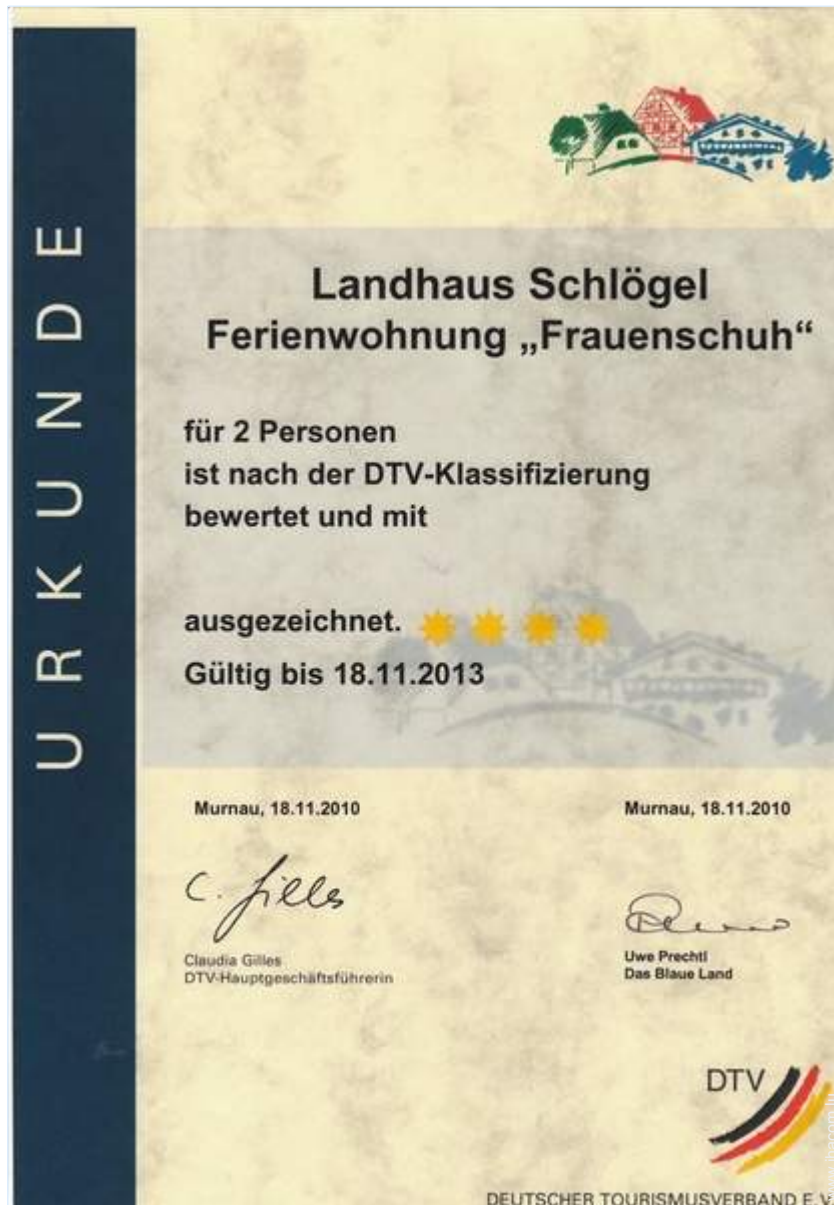 URKUNDE
Landhaus Schlögel
Ferienwohnung „Frauenschuh“
für 2 Personen
ist nach der DTV-Klassifizierung
bewertet und mit
ausgezeichnet.
Gültig bis 18.11.2013
Murnau, 18.11.2010
Murnau, 18.11.2010
C. Gilles
Claudia Gilles
DTV-Hauptgeschäftsführerin
Uwe Prechtl
Das Blaue Land
DTV
DEUTSCHER TOURISMUSVERBAND E.V.